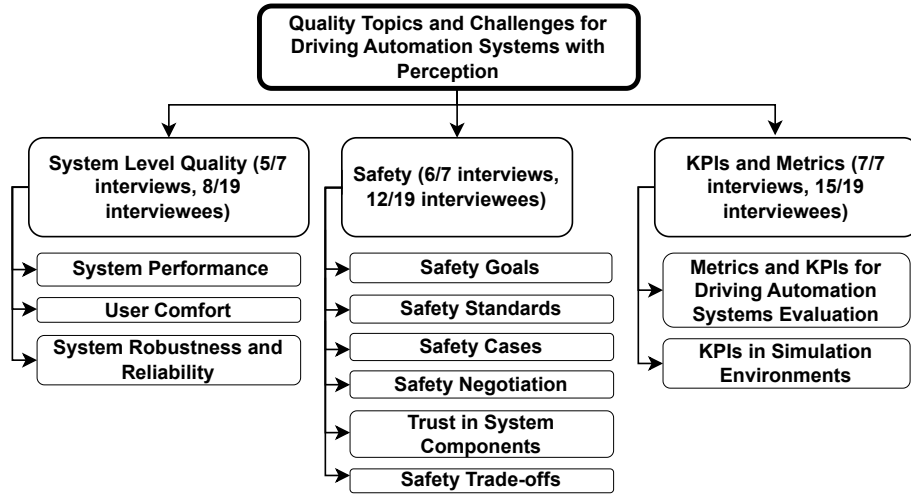 Quality Topics and Challenges for
Driving Automation Systems with
Perception
System Level Quality (5/7
interviews, 8/19
interviewees)
System Performance
User Comfort
System Robustness and
Reliability
Safety (6/7 interviews,
12/19 interviewees)
Safety Goals
Safety Standards
Safety Cases
Safety Negotiation
Trust in System
Components
Safety Trade-offs
KPIs and Metrics (7/7
interviews, 15/19
interviewees)
Metrics and KPIs for
Driving Automation
Systems Evaluation
KPIs in Simulation
Environments